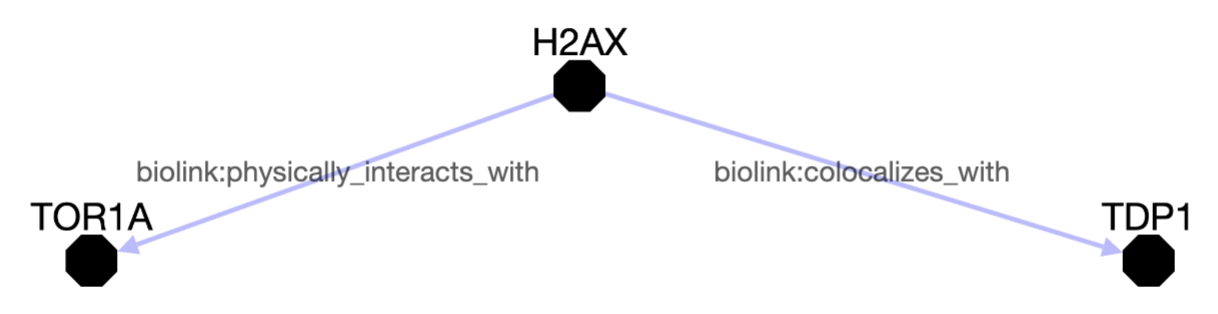 H2AX
biolink:physically_interacts_with
biolink:colocalizes_with
TOR1A
TDP1